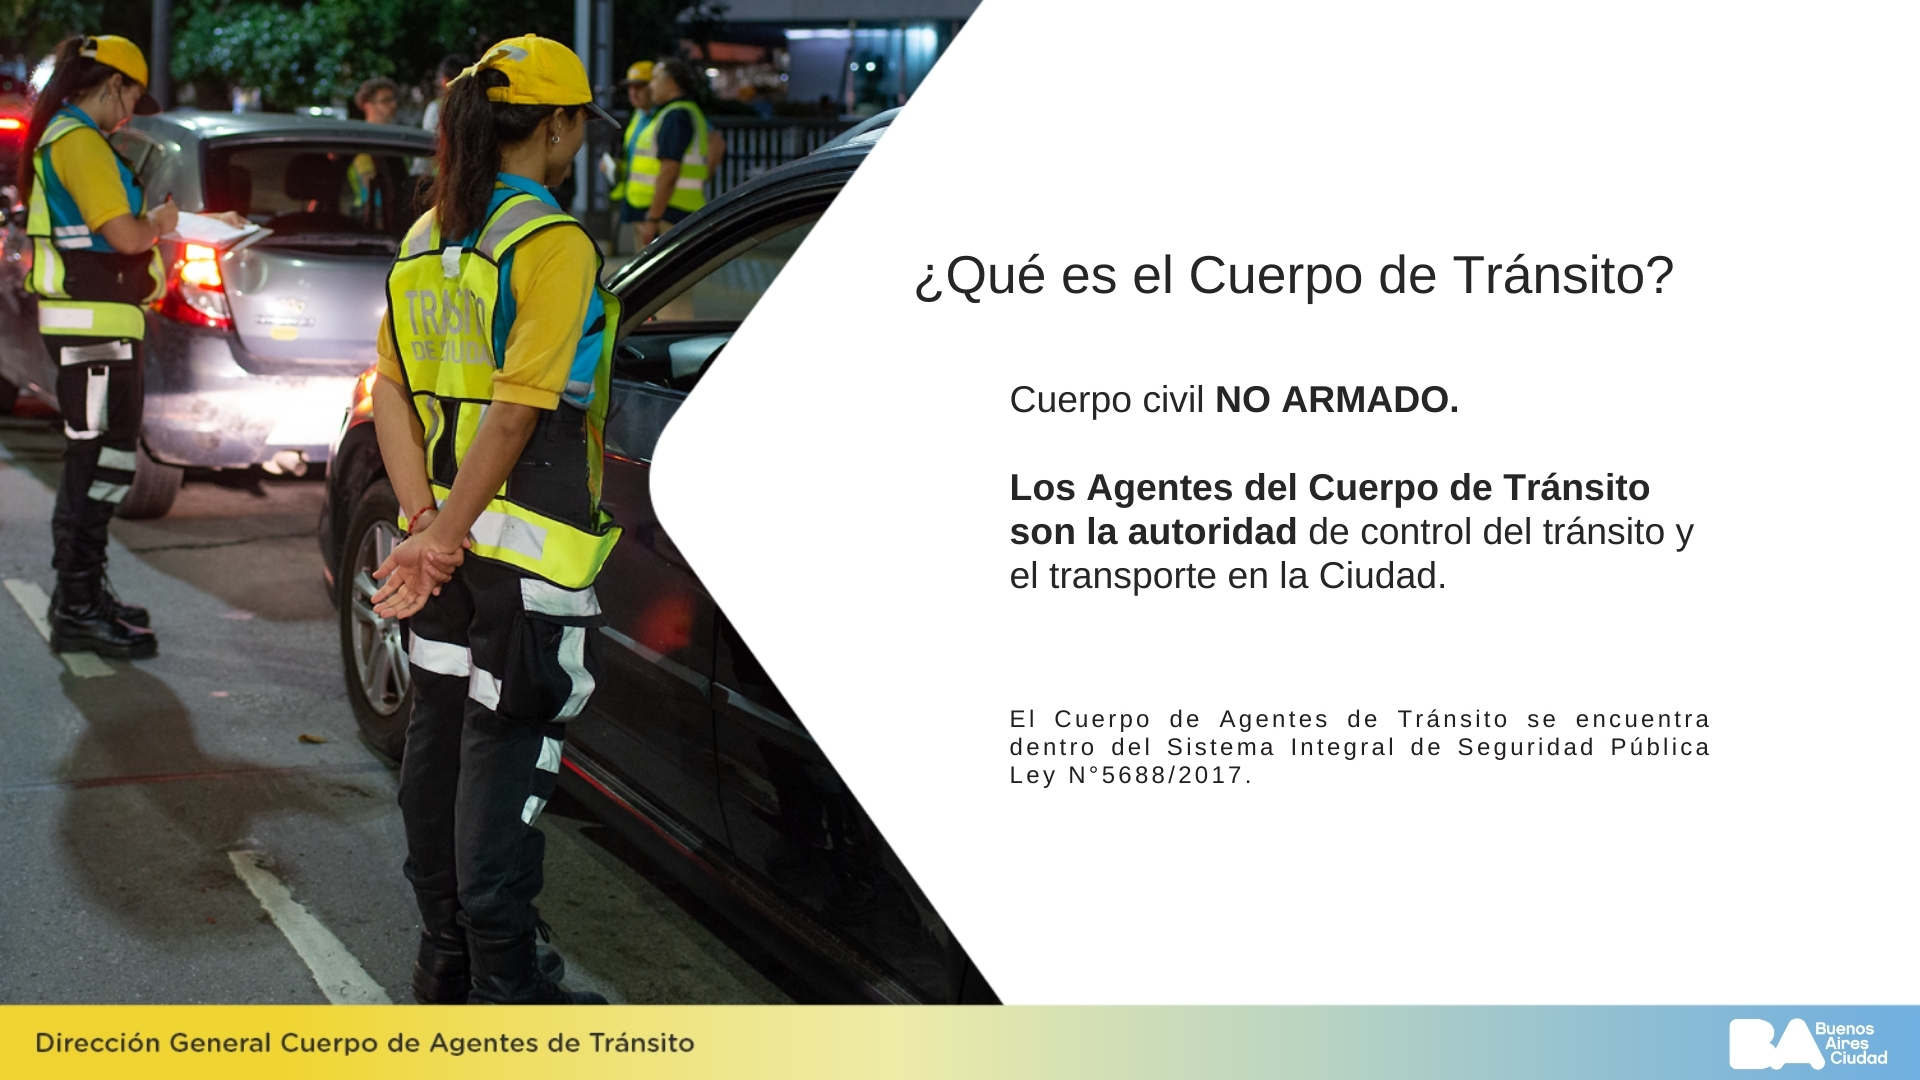 ¿Qué es el Cuerpo de Tránsito?
Cuerpo civil NO ARMADO.
Los Agentes del Cuerpo de Tránsito
son la autoridad de control del tránsito y
el transporte en la Ciudad.
El Cuerpo de Agentes de Tránsito se encuentra
dentro del Sistema Integral de Seguridad Pública
Ley N°5688/2017.
Dirección General Cuerpo de Agentes de Tránsito
BA Buenos
Aires
Ciudad